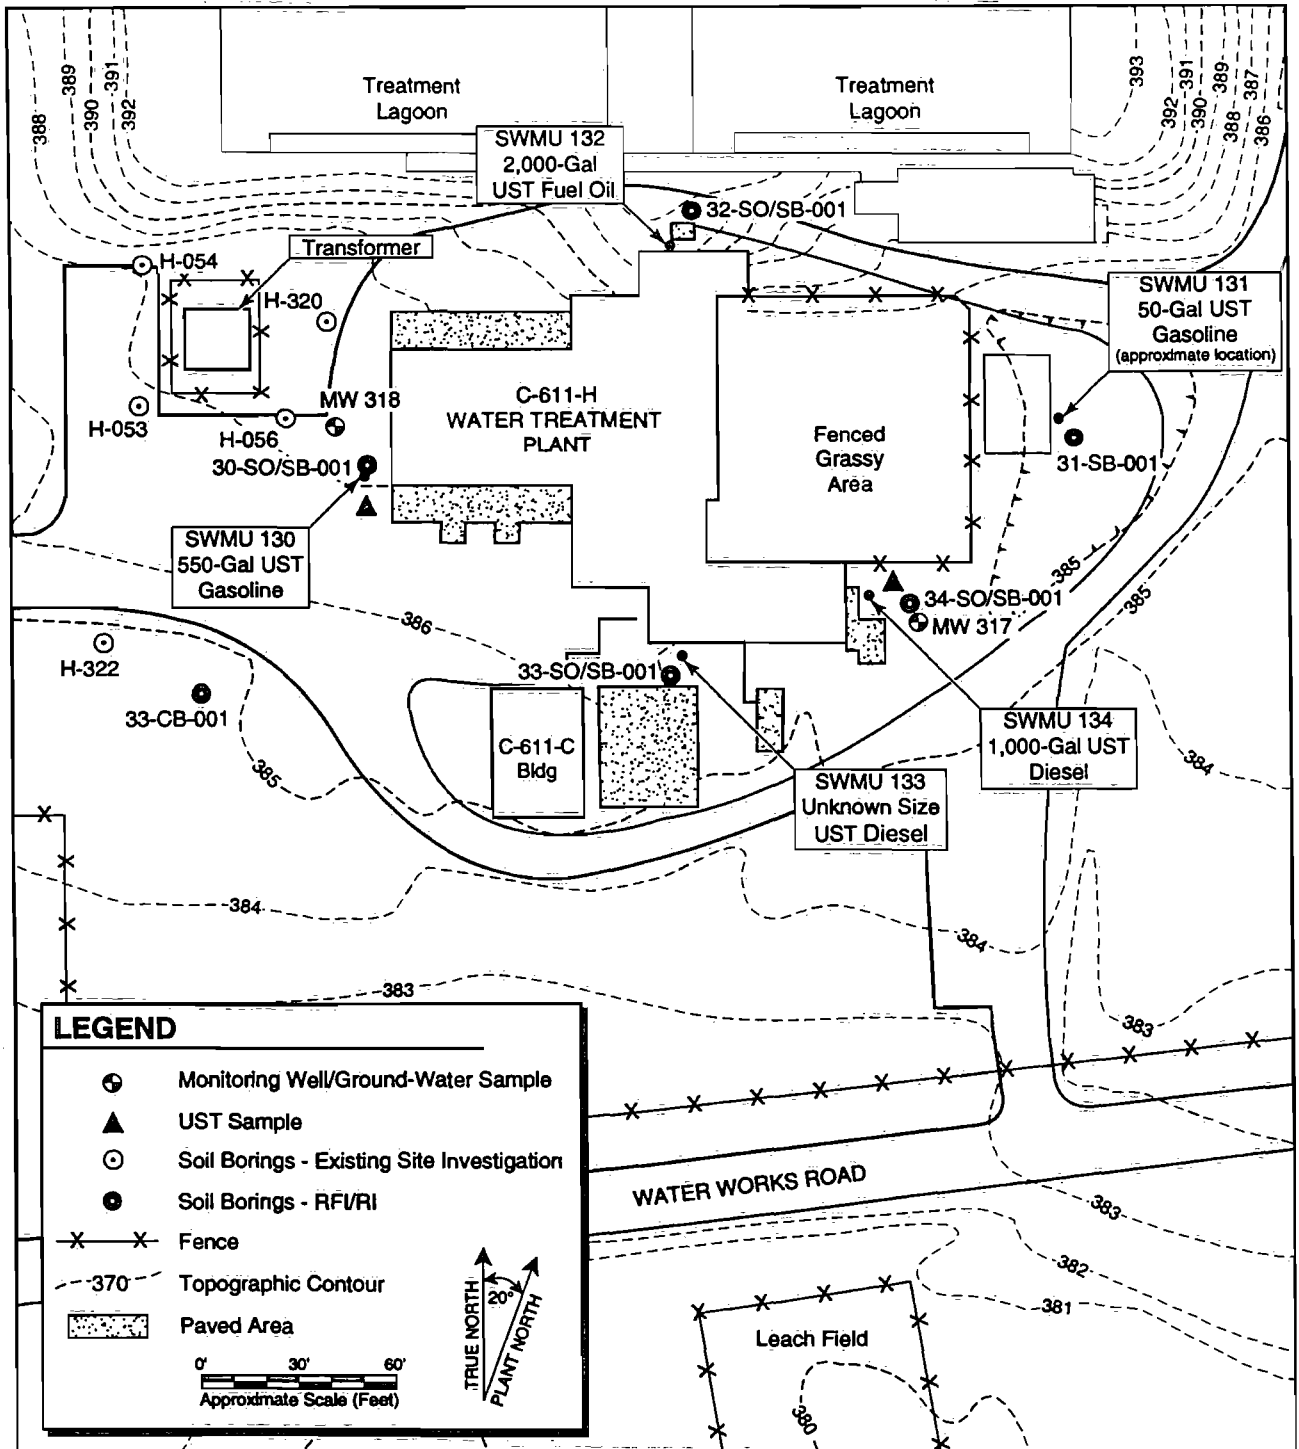 Treatment
Lagoon
Treatment
Lagoon
388
389
390
391
392
393
392
391
390
389
388
387
386
SWMU 132
2,000-Gal
UST Fuel Oil
32-SO/SB-001
Transformer
H-054
H-320
SWMU 131
50-Gal UST
Gasoline
(approximate location)
MW 318
H-053
H-056
30-SO/SB-001
C-611-H
WATER TREATMENT
PLANT
Fenced
Grassy
Area
31-SB-001
SWMU 130
550-Gal UST
Gasoline
385
385
34-SO/SB-001
MW 317
386
H-322
33-CB-001
33-SO/SB-001
C-611-C
Bldg
SWMU 134
1,000-Gal UST
Diesel
384
385
SWMU 133
Unknown Size
UST Diesel
384
384
383
383
LEGEND
Monitoring Well/Ground-Water Sample
UST Sample
Soil Borings - Existing Site Investigation
Soil Borings - RFI/RI
Fence
370
Topographic Contour
Paved Area
0' 30' 60'
Approximate Scale (Feet)
TRUE NORTH
20°
PLANT NORTH
WATER WORKS ROAD
383
382
381
Leach Field
380